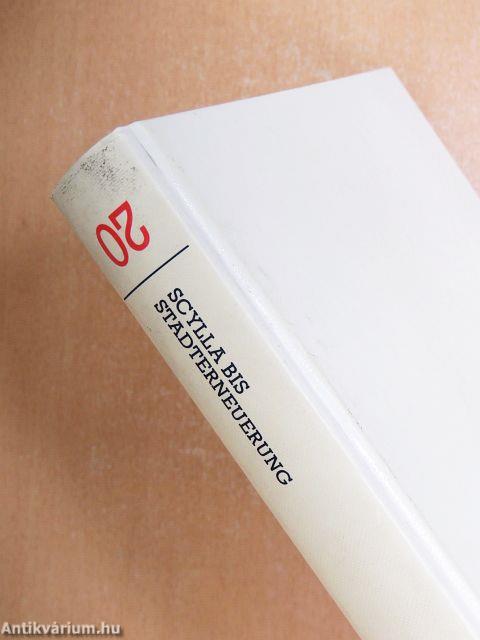 20
SCYLLA BIS
STADTERNEUERUNG
Antikvárium.hu